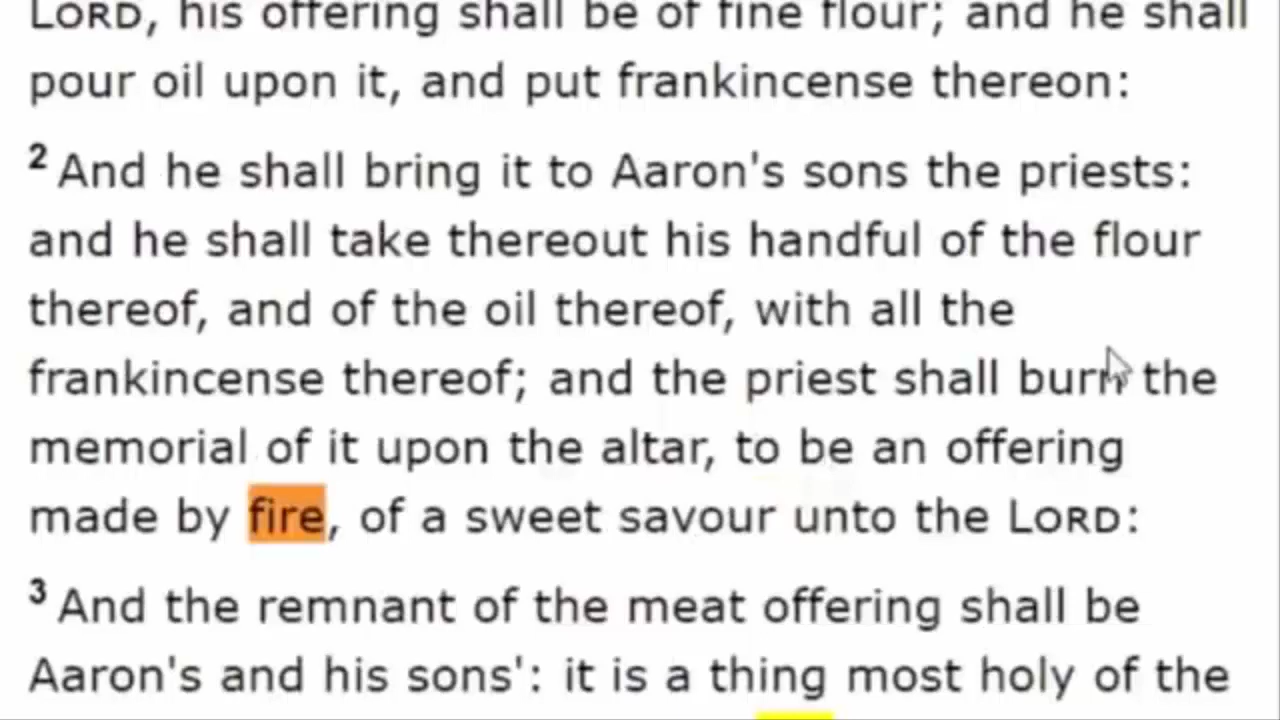 LORD, his offering shall be of fine flour; and he shall
pour oil upon it, and put frankincense thereon:
2 And he shall bring it to Aaron's sons the priests:
and he shall take thereout his handful of the flour
thereof, and of the oil thereof, with all the
frankincense thereof; and the priest shall burn the
memorial of it upon the altar, to be an offering
made by fire, of a sweet savour unto the LORD:
3 And the remnant of the meat offering shall be
Aaron's and his sons': it is a thing most holy of the